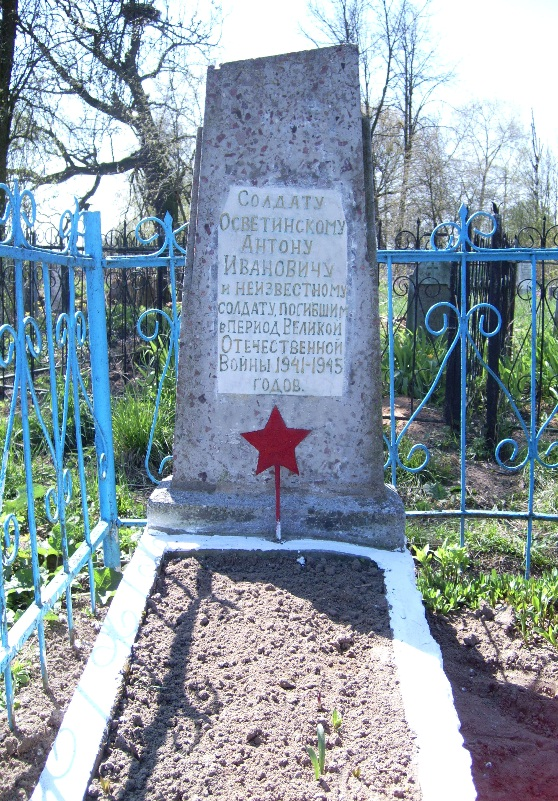 Солдату
Осветинскому
Антону
Ивановичу
и неизвестному
солдату, погибшим
в период Великой
Отечественной
Войны 1941-1945
годов.